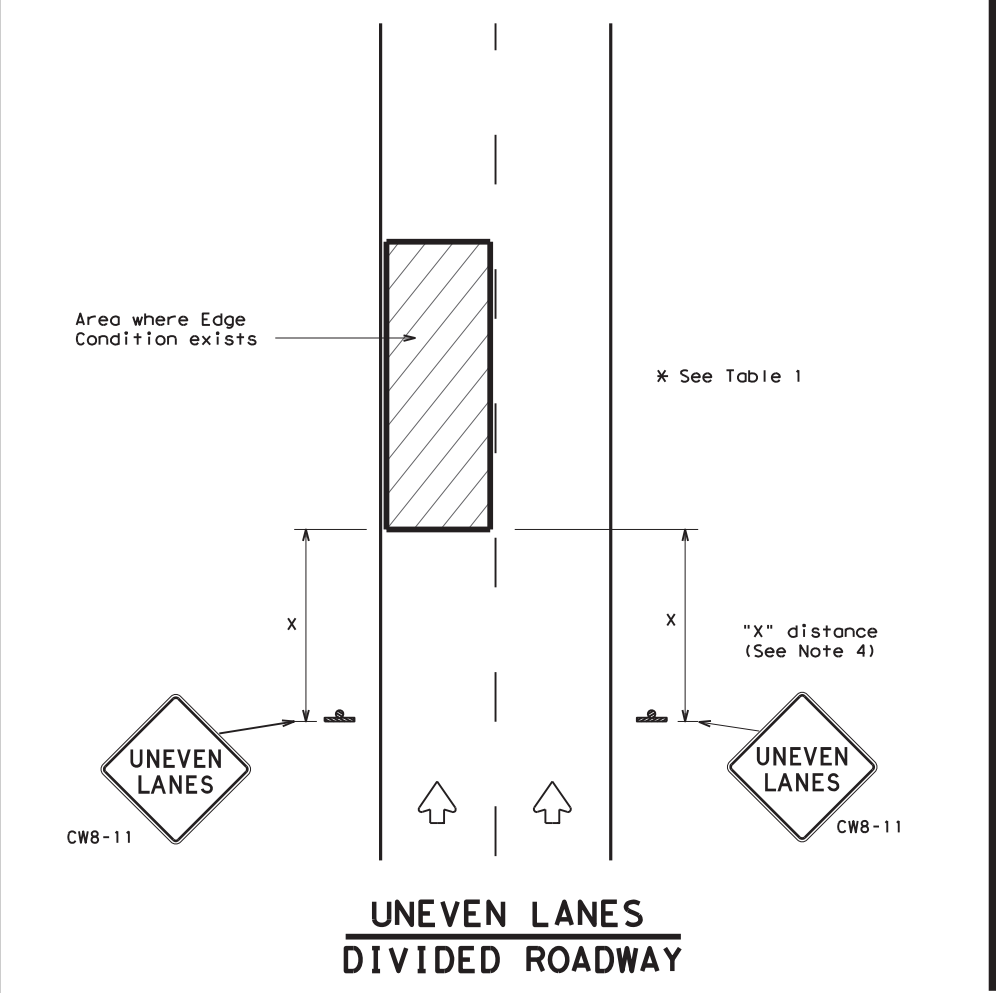 Area where Edge
Condition exists
* See Table 1
X
X
"X" distance
(See Note 4)
UNEVEN
LANES
CW8-11
UNEVEN
LANES
CW8-11
UNEVEN LANES
DIVIDED ROADWAY